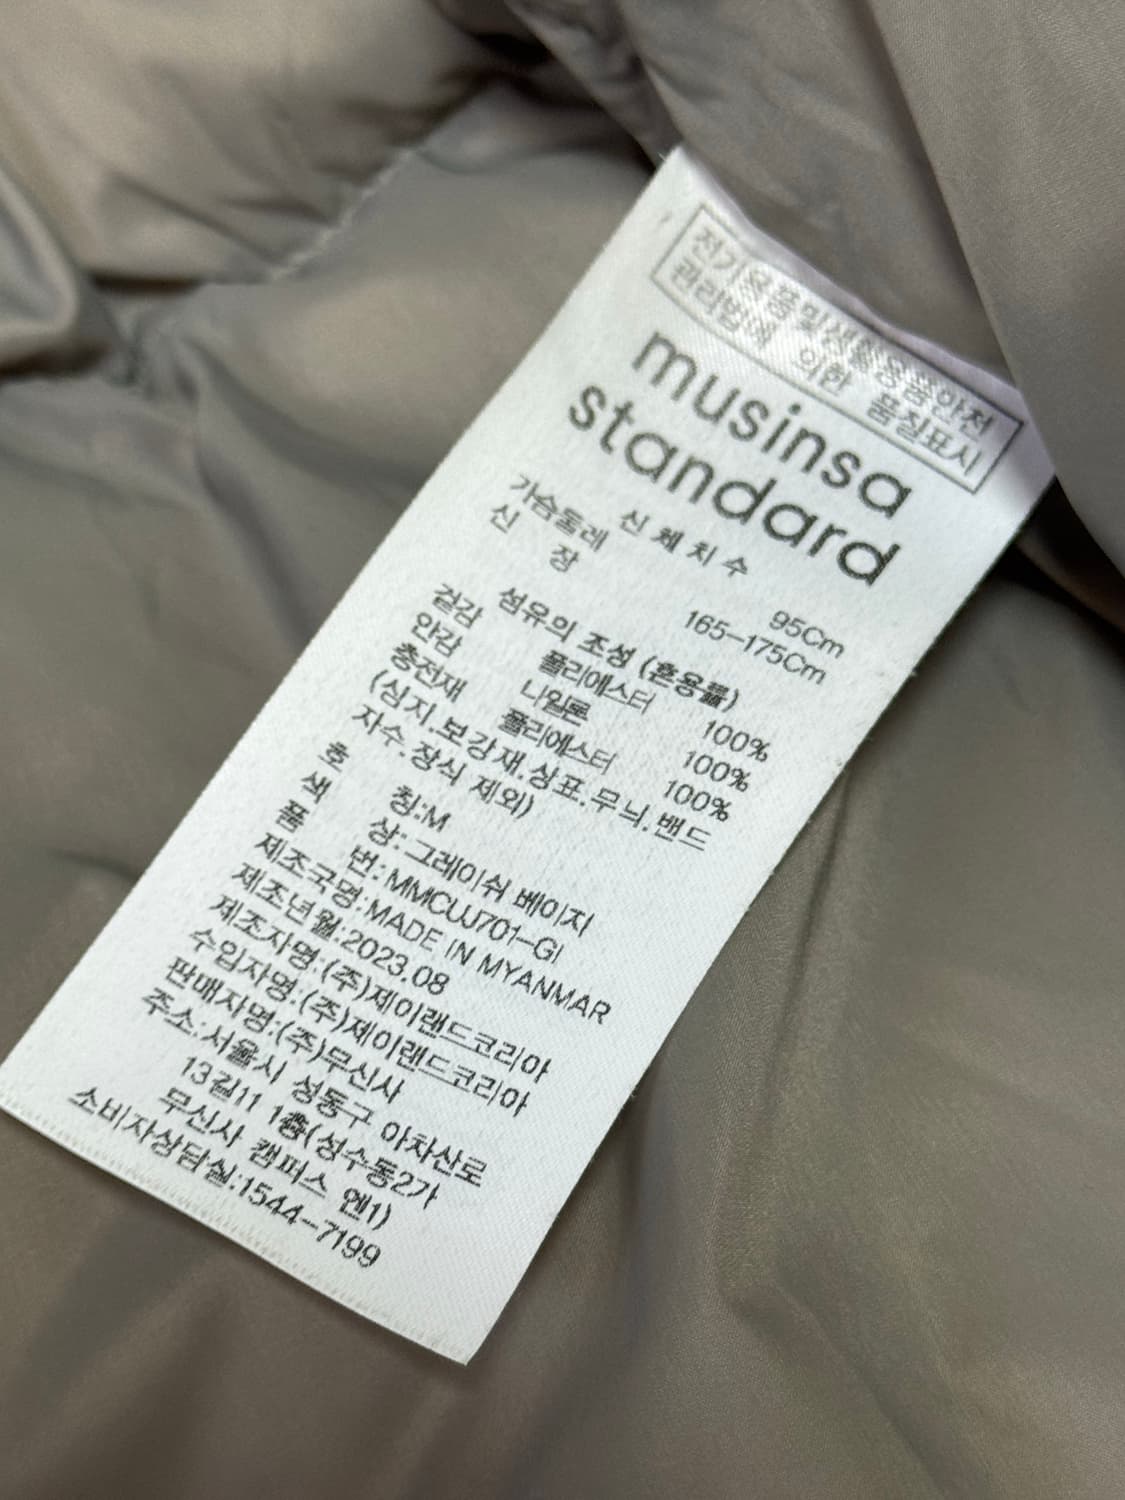 전기용품및생활용품안전
관리법에 의한 품질표시
musinsa
standard
신체치수
가슴둘레 95Cm
신 장 165-175Cm
섬유의 조성 (혼용률)
겉감 폴리에스터 100%
안감 나일론 100%
충전재 폴리에스터 100%
(심지.보강재.상표.무늬.밴드
자수.장식 제외)
호 칭:M
색 상:그레이쉬 베이지
품 번:MMCUJ701-GI
제조국명:MADE IN MYANMAR
제조년월:2023.08
제조자명:(주)제이랜드코리아
수입자명:(주)제이랜드코리아
판매자명:(주)무신사
주소:서울시 성동구 아차산로
13길11 1층(성수동2가
무신사 캠퍼스 엔1)
소비자상담실:1544-7199